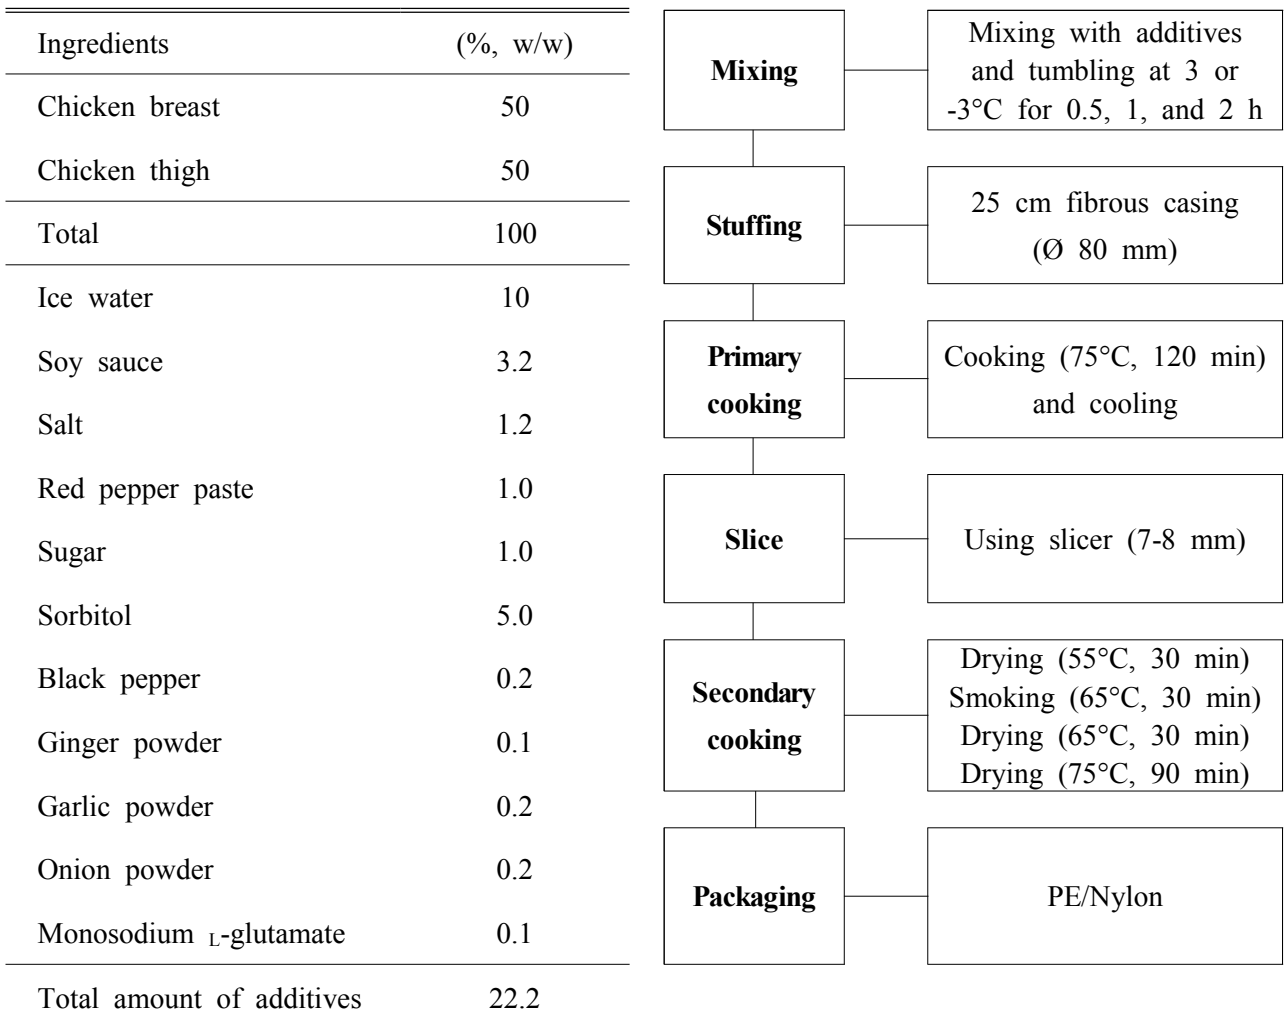 Ingredients (%, w/w)
Chicken breast 50
Chicken thigh 50
Total 100
Ice water 10
Soy sauce 3.2
Salt 1.2
Red pepper paste 1.0
Sugar 1.0
Sorbitol 5.0
Black pepper 0.2
Ginger powder 0.1
Garlic powder 0.2
Onion powder 0.2
Monosodium L-glutamate 0.1
Total amount of additives 22.2
Mixing
Mixing with additives
and tumbling at 3 or
-3°C for 0.5, 1, and 2 h
Stuffing
25 cm fibrous casing
(Ø 80 mm)
Primary
cooking
Cooking (75°C, 120 min)
and cooling
Slice
Using slicer (7-8 mm)
Secondary
cooking
Drying (55°C, 30 min)
Smoking (65°C, 30 min)
Drying (65°C, 30 min)
Drying (75°C, 90 min)
Packaging
PE/Nylon